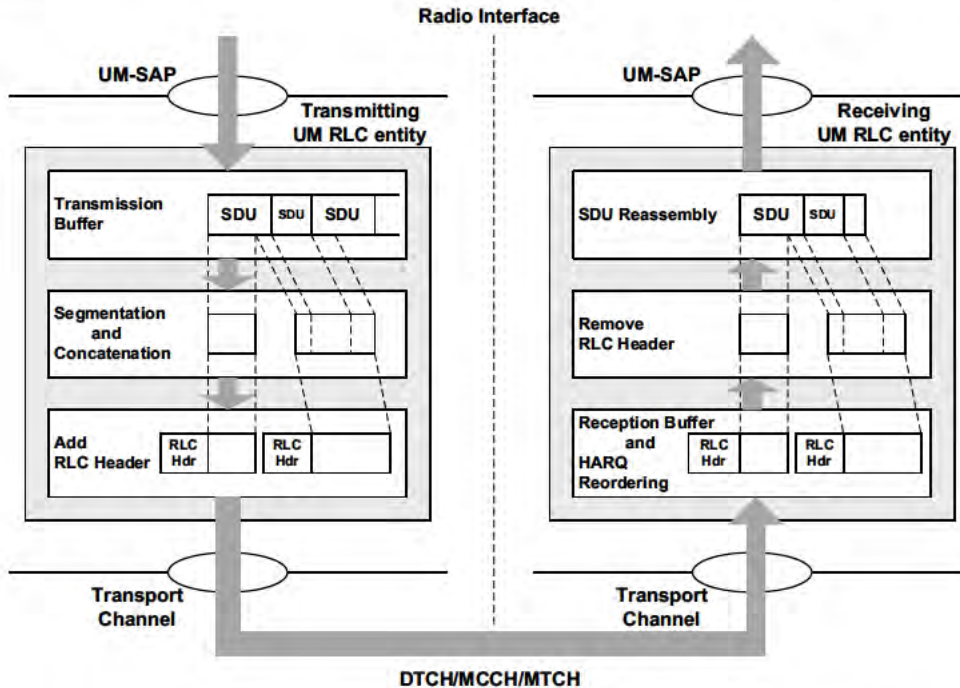 Radio Interface
UM-SAP
Transmitting
UM RLC entity
Transmission
Buffer
SDU SDU SDU
Segmentation
and
Concatenation
Add
RLC Header
RLC
Hdr
RLC
Hdr
Transport
Channel
UM-SAP
Receiving
UM RLC entity
SDU Reassembly
SDU SDU
Remove
RLC Header
Reception Buffer
and
HARQ
Reordering
RLC
Hdr
RLC
Hdr
Transport
Channel
DTCH/MCCH/MTCH